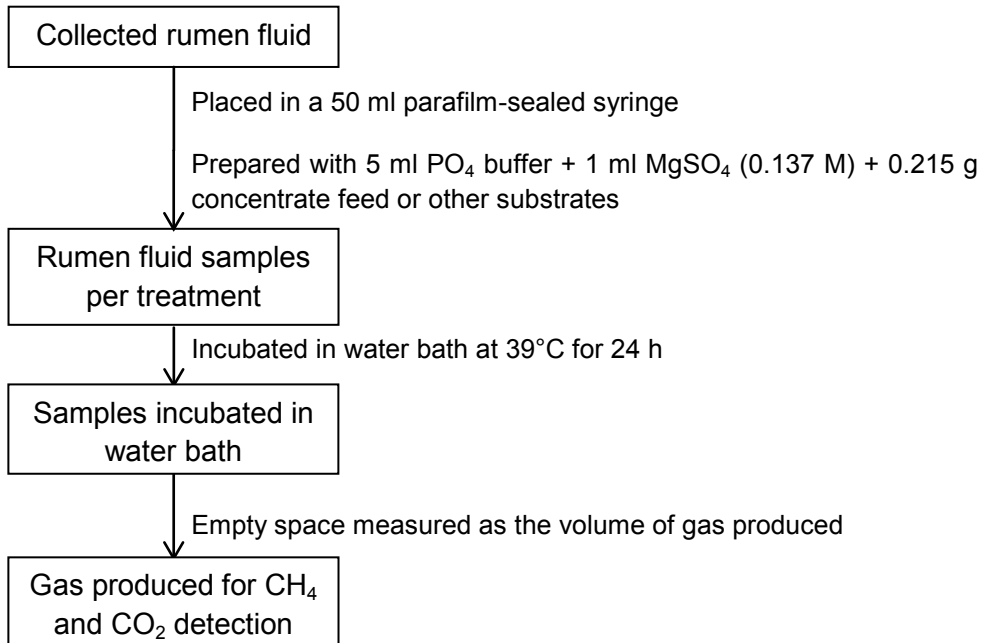 Collected rumen fluid
Placed in a 50 ml parafilm-sealed syringe
Prepared with 5 ml PO₄ buffer + 1 ml MgSO₄ (0.137 M) + 0.215 g
concentrate feed or other substrates
Rumen fluid samples
per treatment
Incubated in water bath at 39°C for 24 h
Samples incubated in
water bath
Empty space measured as the volume of gas produced
Gas produced for CH₄
and CO₂ detection